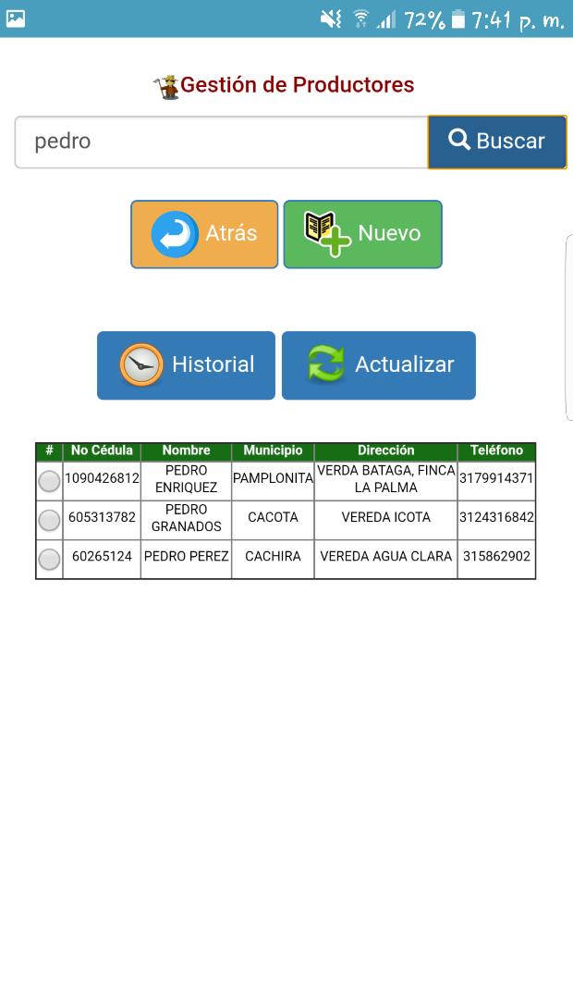 72% 7:41 p. m.
Gestión de Productores
pedro Buscar
Atrás Nuevo
Historial Actualizar
# No Cédula Nombre Municipio Dirección Teléfono
1090426812 PEDRO ENRIQUEZ PAMPLONITA VERDA BATAGA, FINCA LA PALMA 3179914371
605313782 PEDRO GRANADOS CACOTA VEREDA ICOTA 3124316842
60265124 PEDRO PEREZ CACHIRA VEREDA AGUA CLARA 315862902